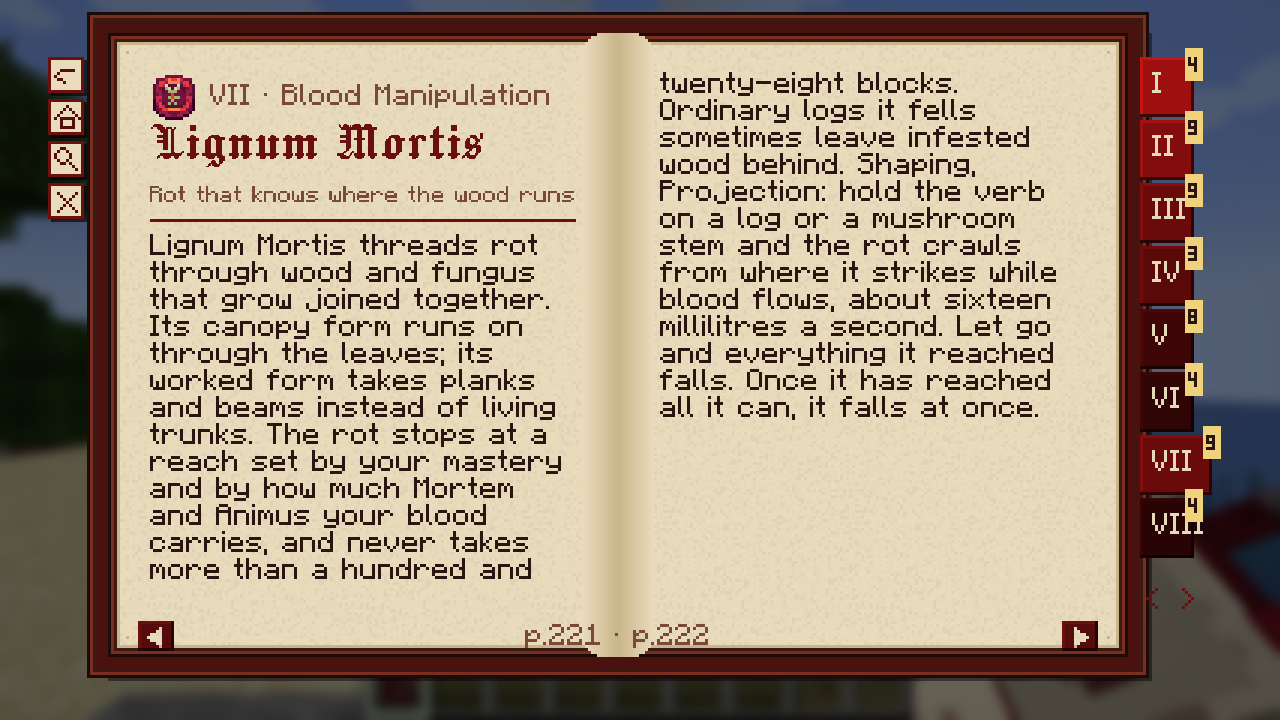 VII · Blood Manipulation
Lignum Mortis
Rot that knows where the wood runs
Lignum Mortis threads rot
through wood and fungus
that grow joined together.
Its canopy form runs on
through the leaves; its
worked form takes planks
and beams instead of living
trunks. The rot stops at a
reach set by your mastery
and by how much Mortem
and Animus your blood
carries, and never takes
more than a hundred and
twenty-eight blocks.
Ordinary logs it fells
sometimes leave infested
wood behind. Shaping,
Projection: hold the verb
on a log or a mushroom
stem and the rot crawls
from where it strikes while
blood flows, about sixteen
millilitres a second. Let go
and everything it reached
falls. Once it has reached
all it can, it falls at once.
p.221 · p.222
I 4
II 9
III 9
IV 3
V 8
VI 4
VII 9
VIII 4